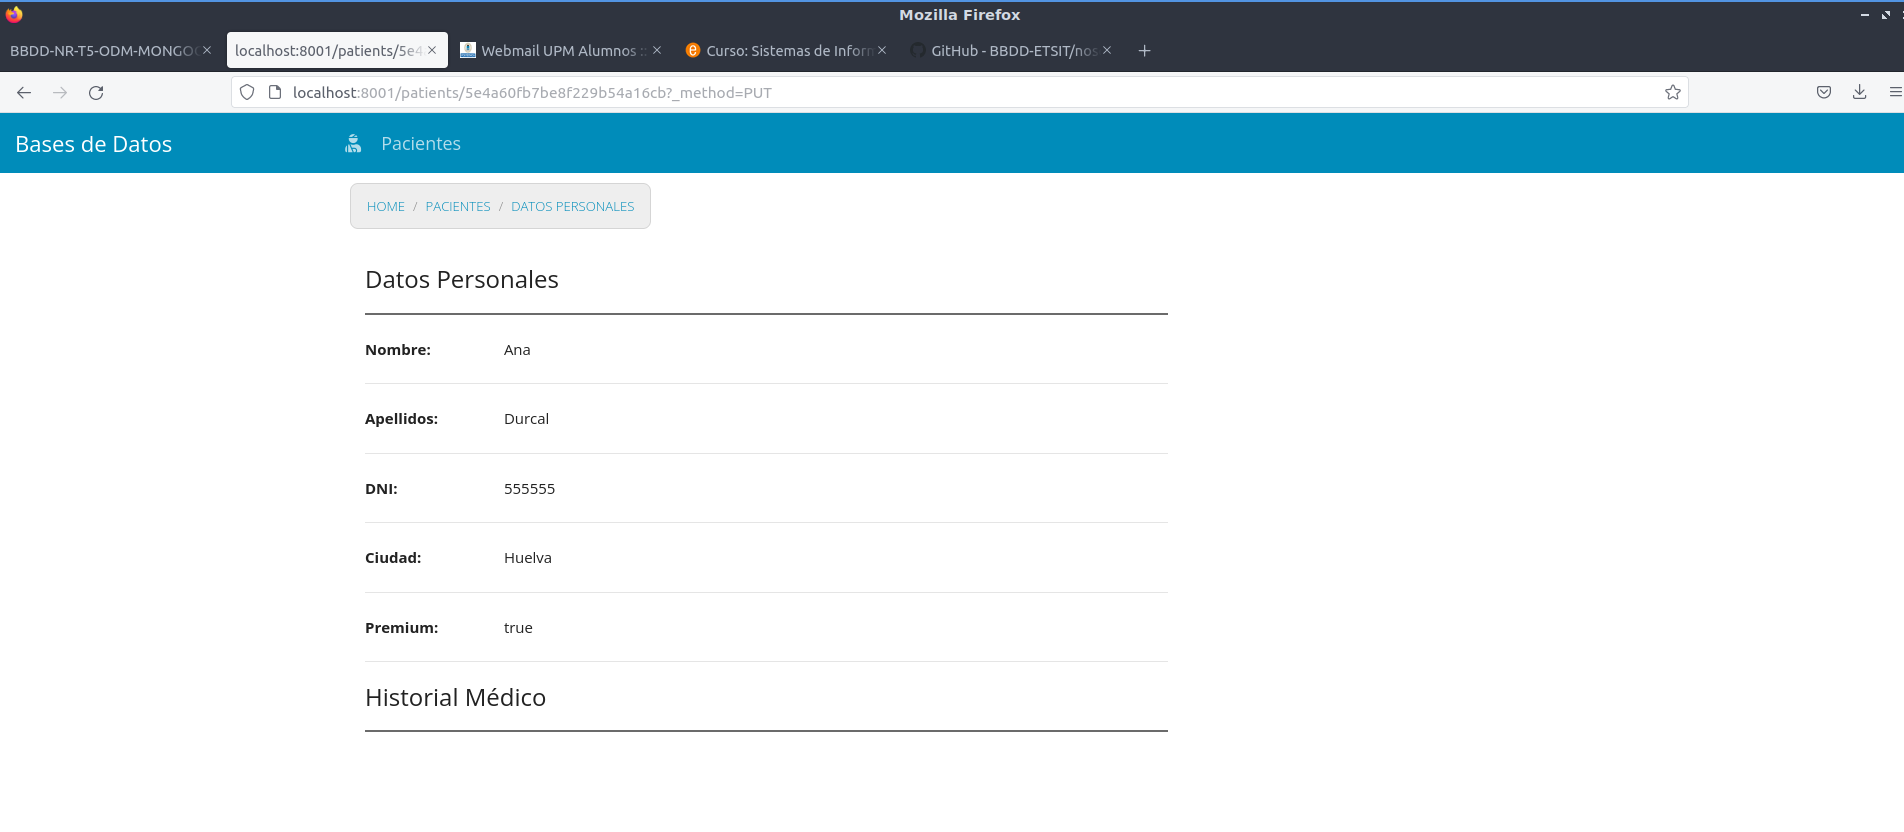 Mozilla Firefox
BBDD-NR-T5-ODM-MONGO
localhost:8001/patients/5e4
Webmail UPM Alumnos ::
Curso: Sistemas de Inform
GitHub - BBDD-ETSIT/nos
localhost:8001/patients/5e4a60fb7be8f229b54a16cb?_method=PUT
Bases de Datos
Pacientes
HOME / PACIENTES / DATOS PERSONALES
Datos Personales
Nombre: Ana
Apellidos: Durcal
DNI: 555555
Ciudad: Huelva
Premium: true
Historial Médico